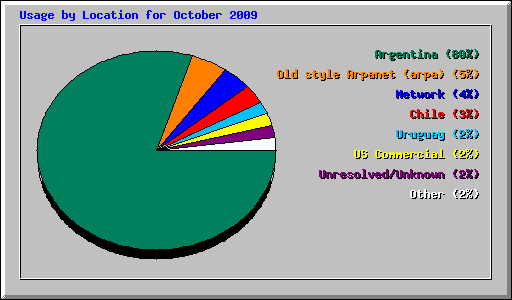 Usage by Location for October 2009
Argentina (80%)
Old style Arpanet (arpa) (5%)
Network (4%)
Chile (3%)
Uruguay (2%)
US Commercial (2%)
Unresolved/Unknown (2%)
Other (2%)